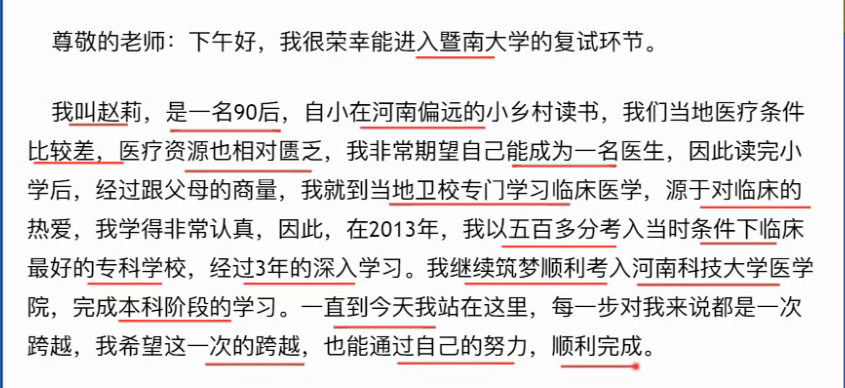 尊敬的老师：下午好，我很荣幸能进入暨南大学的复试环节。
我叫赵莉，是一名90后，自小在河南偏远的小乡村读书，我们当地医疗条件
比较差，医疗资源也相对匮乏，我非常期望自己能成为一名医生，因此读完小
学后，经过跟父母的商量，我就到当地卫校专门学习临床医学，源于对临床的
热爱，我学得非常认真，因此，在2013年，我以五百多分考入当时条件下临床
最好的专科学校，经过3年的深入学习。我继续筑梦顺利考入河南科技大学医学
院，完成本科阶段的学习。一直到今天我站在这里，每一步对我来说都是一次
跨越，我希望这一次的跨越，也能通过自己的努力，顺利完成。